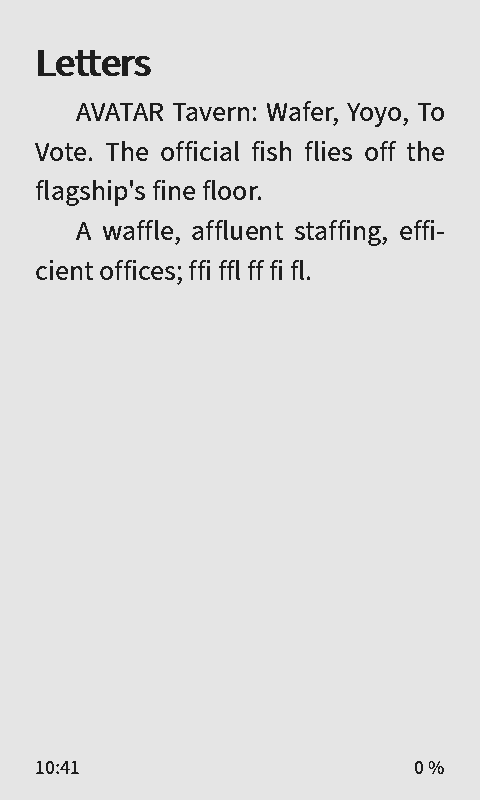 Letters
AVATAR Tavern: Wafer, Yoyo, To
Vote. The official fish flies off the
flagship's fine floor.
A waffle, affluent staffing, effi-
cient offices; ffi ffl ff fi fl.
10:41
0 %